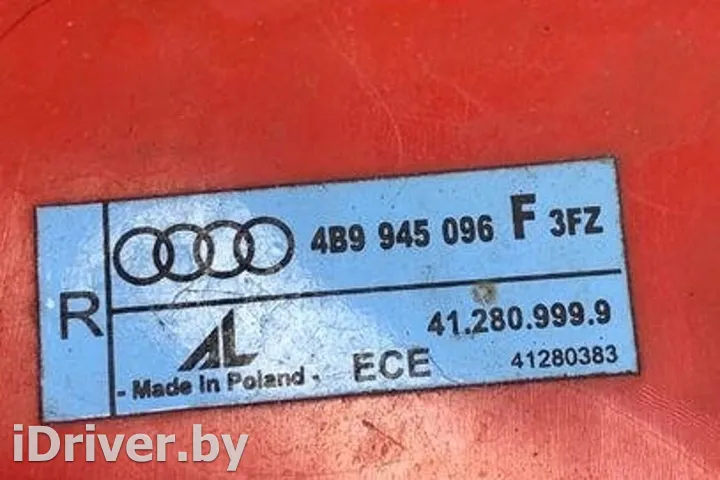 R
4B9 945 096 F 3FZ
AL
41.280.999.9
- Made in Poland -
ECE
41280383
iDriver.by